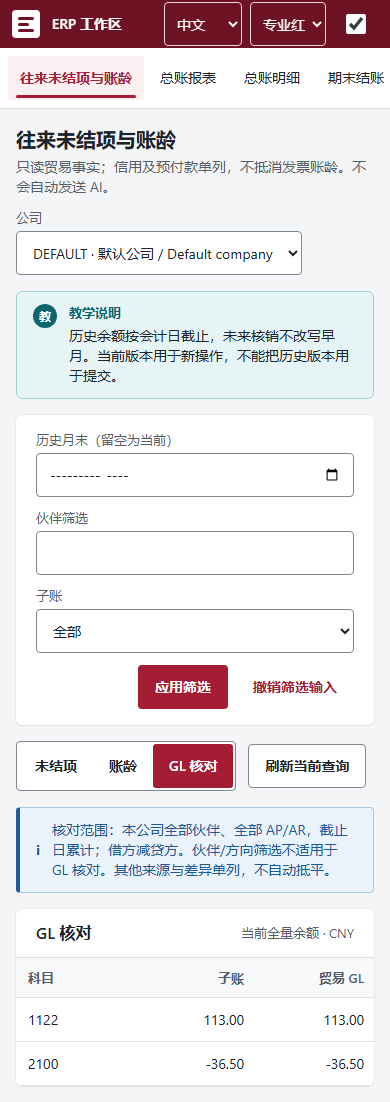 ERP 工作区
中文
专业红
往来未结项与账龄
总账报表
总账明细
期末结账
往来未结项与账龄
只读贸易事实；信用及预付款单列，不抵消发票账龄。不
会自动发送 AI。
公司
DEFAULT · 默认公司 / Default company
教
教学说明
历史余额按会计日截止，未来核销不改写早
月。当前版本用于新操作，不能把历史版本用
于提交。
历史月末（留空为当前）
--------- ----
伙伴筛选
子账
全部
应用筛选
撤销筛选输入
未结项
账龄
GL 核对
刷新当前查询
i
核对范围：本公司全部伙伴、全部 AP/AR，截止
日累计；借方减贷方。伙伴/方向筛选不适用于
GL 核对。其他来源与差异单列，不自动抵平。
GL 核对
当前全量余额 · CNY
科目 子账 贸易 GL
1122 113.00 113.00
2100 -36.50 -36.50